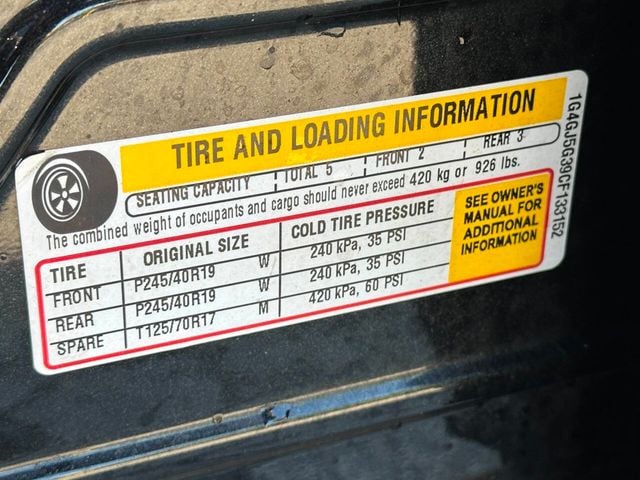 TIRE AND LOADING INFORMATION
SEATING CAPACITY TOTAL 5 FRONT 2 REAR 3
The combined weight of occupants and cargo should never exceed 420 kg or 926 lbs.
TIRE ORIGINAL SIZE COLD TIRE PRESSURE
FRONT P245/40R19 W 240 kPa, 35 PSI
REAR P245/40R19 W 240 kPa, 35 PSI
SPARE T125/70R17 M 420 kPa, 60 PSI
SEE OWNER'S
MANUAL FOR
ADDITIONAL
INFORMATION
1G4GJ5G39CF133152